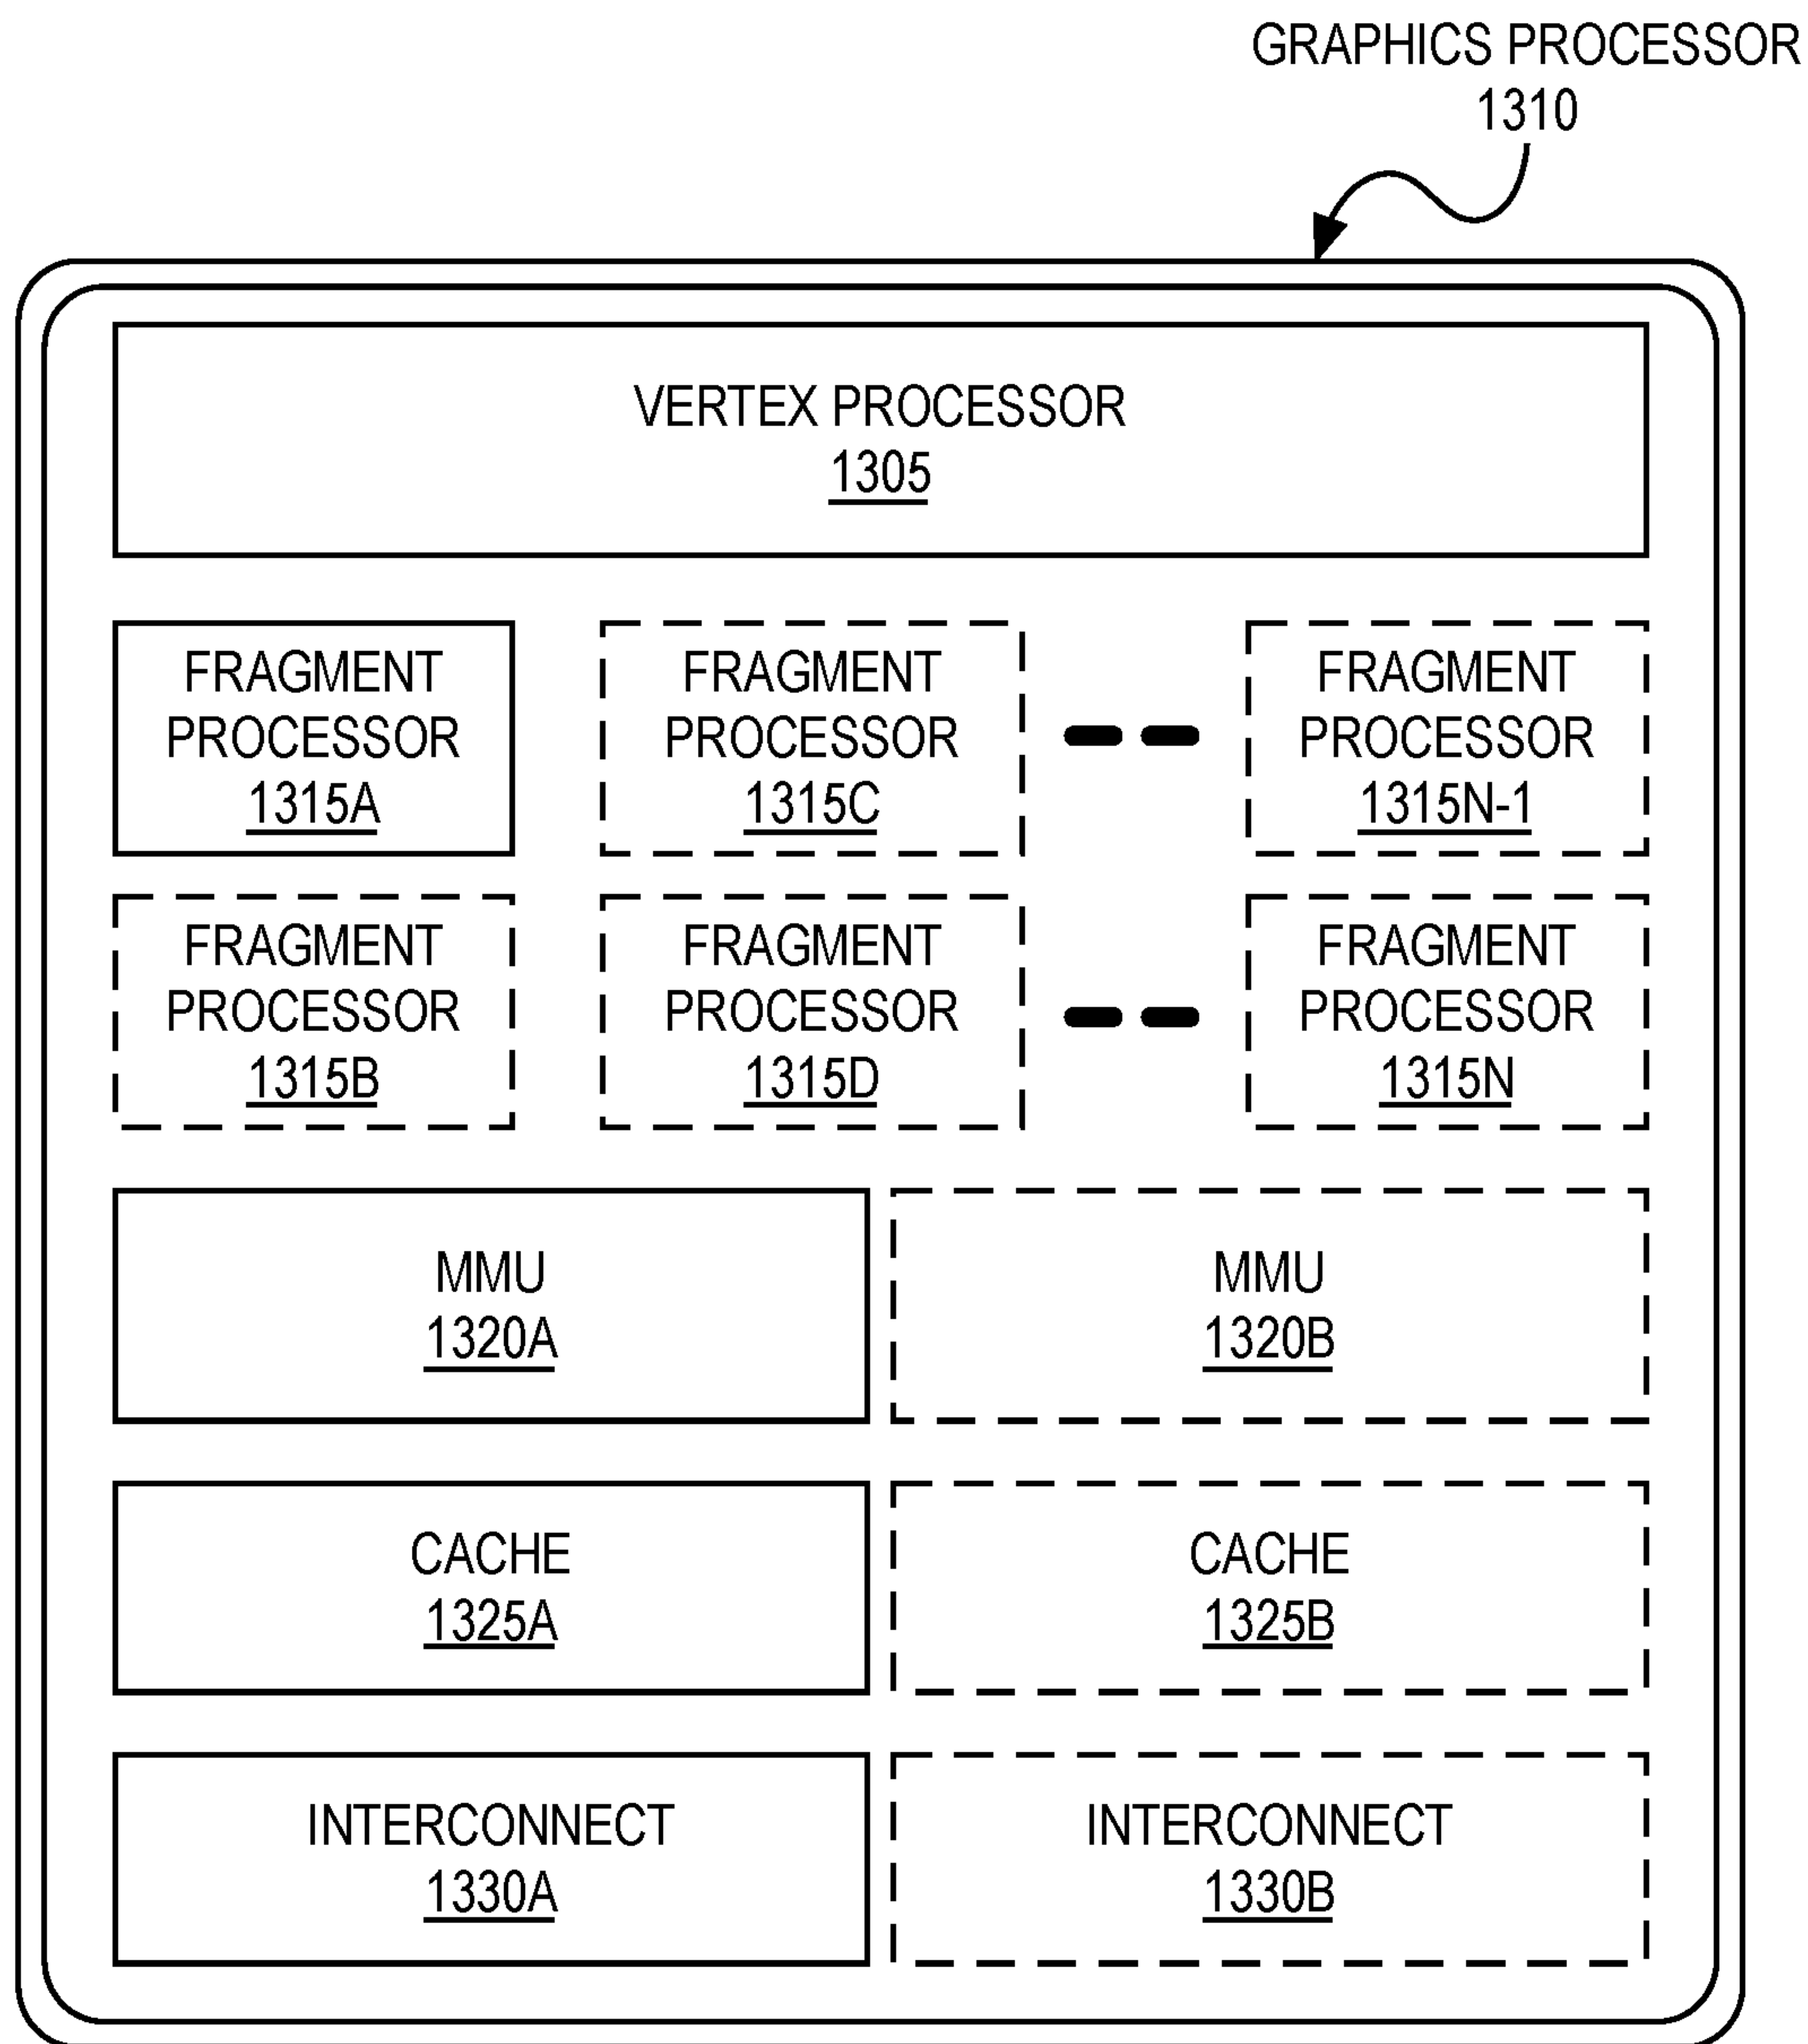 GRAPHICS PROCESSOR
1310
VERTEX PROCESSOR
1305
FRAGMENT
PROCESSOR
1315A
FRAGMENT
PROCESSOR
1315C
FRAGMENT
PROCESSOR
1315N-1
FRAGMENT
PROCESSOR
1315B
FRAGMENT
PROCESSOR
1315D
FRAGMENT
PROCESSOR
1315N
MMU
1320A
MMU
1320B
CACHE
1325A
CACHE
1325B
INTERCONNECT
1330A
INTERCONNECT
1330B